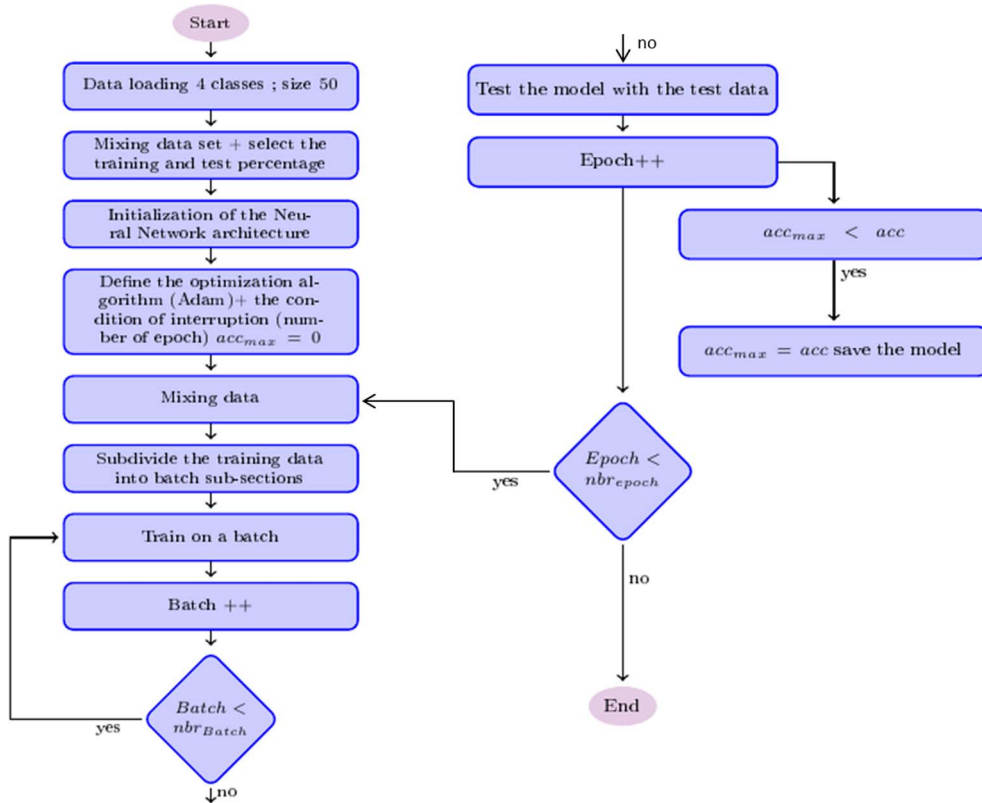 Start
Data loading 4 classes ; size 50
Mixing data set + select the
training and test percentage
Initialization of the Neu-
ral Network architecture
Define the optimization al-
gorithm (Adam)+ the con-
dition of interruption (num-
ber of epoch) acc_max = 0
Mixing data
Subdivide the training data
into batch sub-sections
Train on a batch
Batch ++
Batch <
nbr_Batch
yes
no
no
Test the model with the test data
Epoch++
acc_max < acc
yes
acc_max = acc save the model
Epoch <
nbr_epoch
yes
no
End